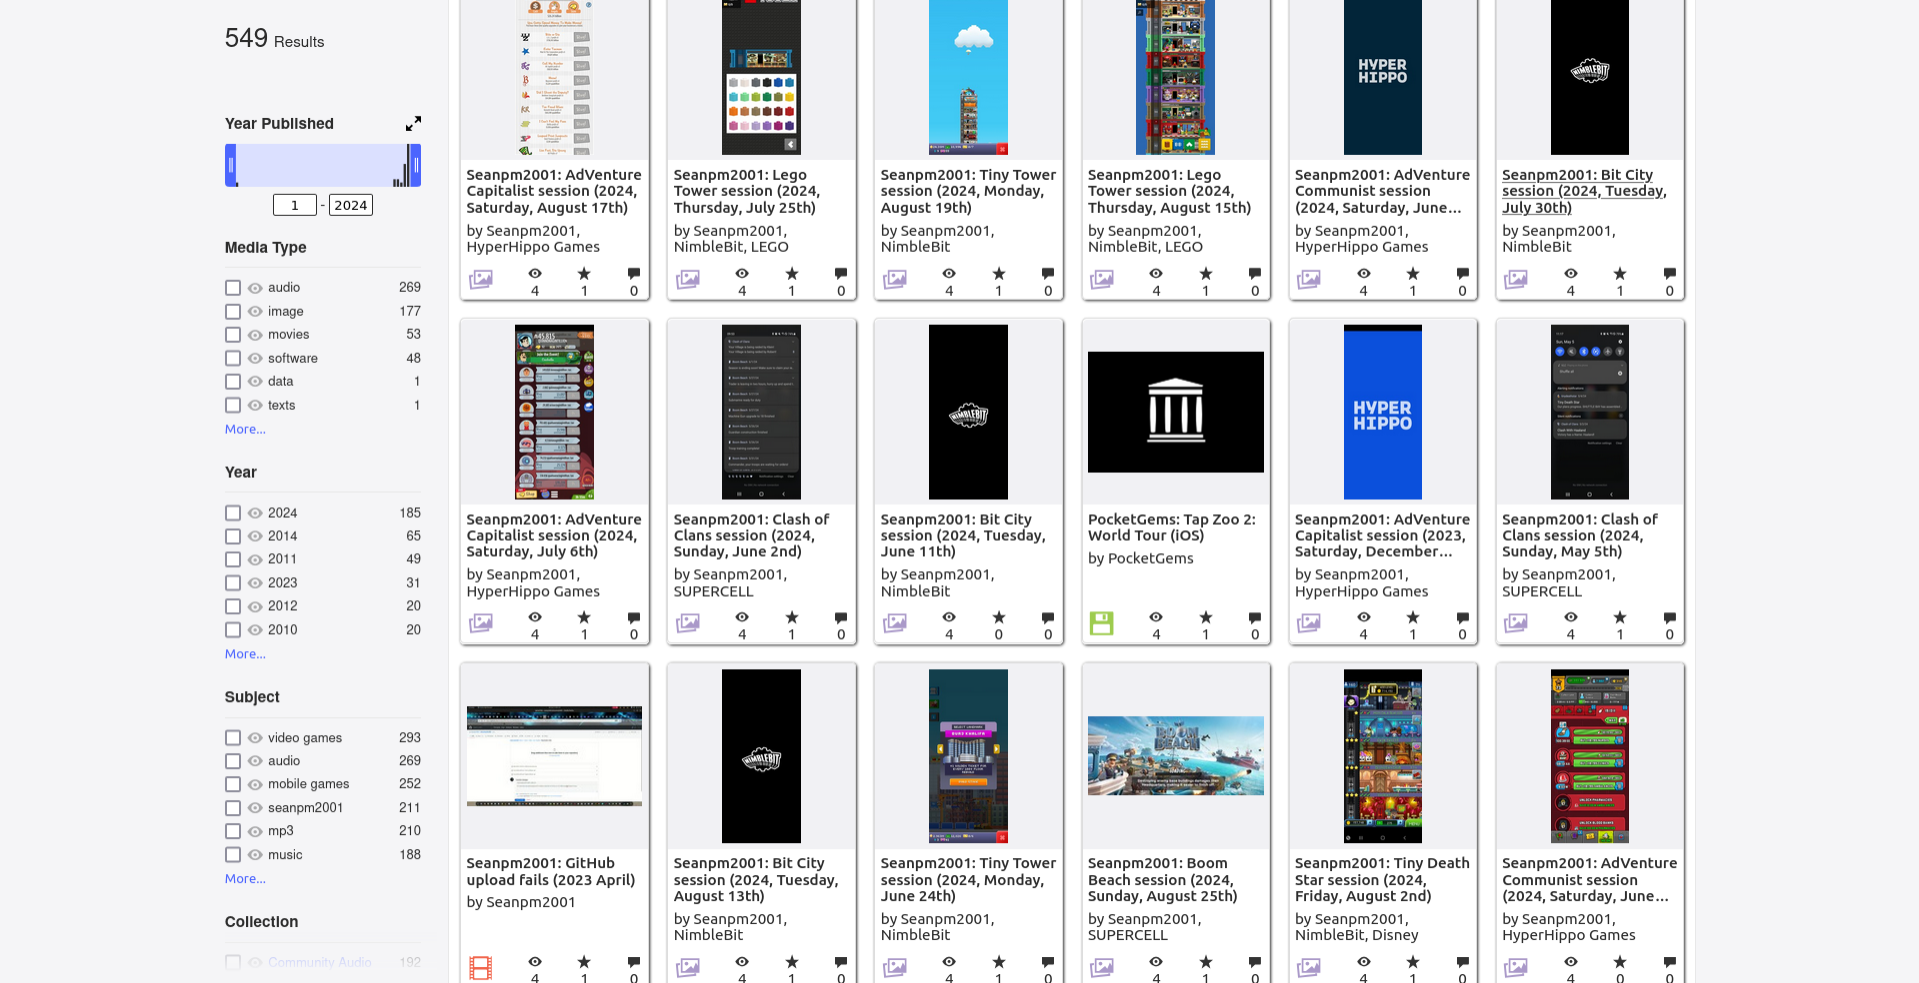 549 Results
Year Published
1 - 2024
Media Type
audio 269
image 177
movies 53
software 48
data 1
texts 1
More...
Year
2024 185
2014 65
2011 49
2023 31
2012 20
2010 20
More...
Subject
video games 293
audio 269
mobile games 252
seanpm2001 211
mp3 210
music 188
More...
Collection
Community Audio 192
HYPER
HIPPO
NIMBLEBIT
Seanpm2001: AdVenture
Capitalist session (2024,
Saturday, August 17th)
by Seanpm2001,
HyperHippo Games
4 1 0
Seanpm2001: Lego
Tower session (2024,
Thursday, July 25th)
by Seanpm2001,
NimbleBit, LEGO
4 1 0
Seanpm2001: Tiny Tower
session (2024, Monday,
August 19th)
by Seanpm2001,
NimbleBit
4 1 0
Seanpm2001: Lego
Tower session (2024,
Thursday, August 15th)
by Seanpm2001,
NimbleBit, LEGO
4 1 0
Seanpm2001: AdVenture
Communist session
(2024, Saturday, June...
by Seanpm2001,
HyperHippo Games
4 1 0
Seanpm2001: Bit City
session (2024, Tuesday,
July 30th)
by Seanpm2001,
NimbleBit
4 1 0
Seanpm2001: AdVenture
Capitalist session (2024,
Saturday, July 6th)
by Seanpm2001,
HyperHippo Games
4 1 0
Seanpm2001: Clash of
Clans session (2024,
Sunday, June 2nd)
by Seanpm2001,
SUPERCELL
4 1 0
NIMBLEBIT
Seanpm2001: Bit City
session (2024, Tuesday,
June 11th)
by Seanpm2001,
NimbleBit
4 0 0
PocketGems: Tap Zoo 2:
World Tour (iOS)
by PocketGems
4 1 0
HYPER
HIPPO
Seanpm2001: AdVenture
Capitalist session (2023,
Saturday, December...
by Seanpm2001,
HyperHippo Games
4 1 0
Seanpm2001: Clash of
Clans session (2024,
Sunday, May 5th)
by Seanpm2001,
SUPERCELL
4 1 0
Seanpm2001: GitHub
upload fails (2023 April)
by Seanpm2001
4 1 0
NIMBLEBIT
Seanpm2001: Bit City
session (2024, Tuesday,
August 13th)
by Seanpm2001,
NimbleBit
4 1 0
Seanpm2001: Tiny Tower
session (2024, Monday,
June 24th)
by Seanpm2001,
NimbleBit
4 1 0
BOOM
BEACH
Seanpm2001: Boom
Beach session (2024,
Sunday, August 25th)
by Seanpm2001,
SUPERCELL
4 1 0
Seanpm2001: Tiny Death
Star session (2024,
Friday, August 2nd)
by Seanpm2001,
NimbleBit, Disney
4 1 0
Seanpm2001: AdVenture
Communist session
(2024, Saturday, June...
by Seanpm2001,
HyperHippo Games
4 0 0